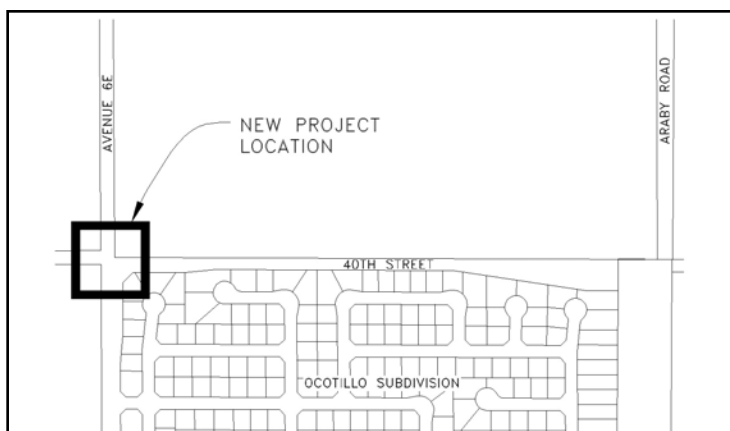 AVENUE 6E
NEW PROJECT
LOCATION
ARABY ROAD
40TH STREET
OCOTILLO SUBDIVISION